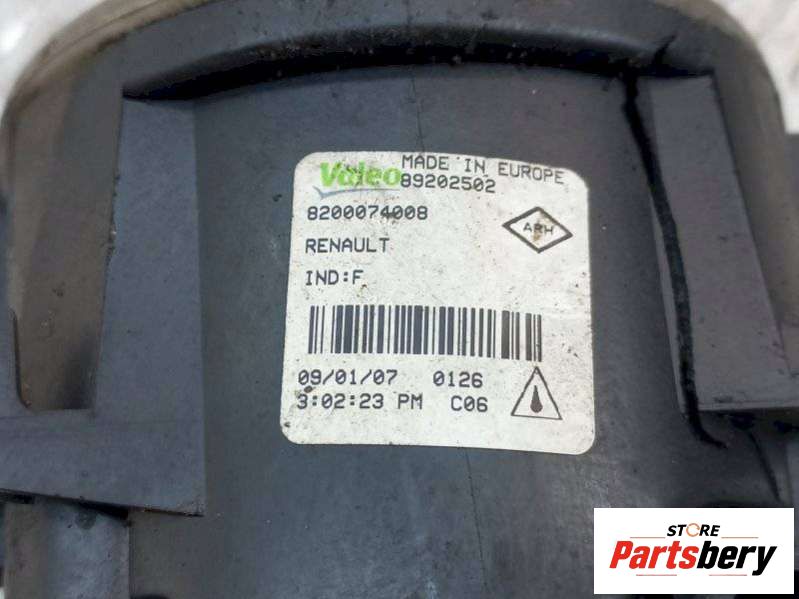 Valeo MADE IN EUROPE
89202502
8200074008
ARH
RENAULT
IND:F
09/01/07 0126
3:02:23 PM C06
STORE
Partsbery